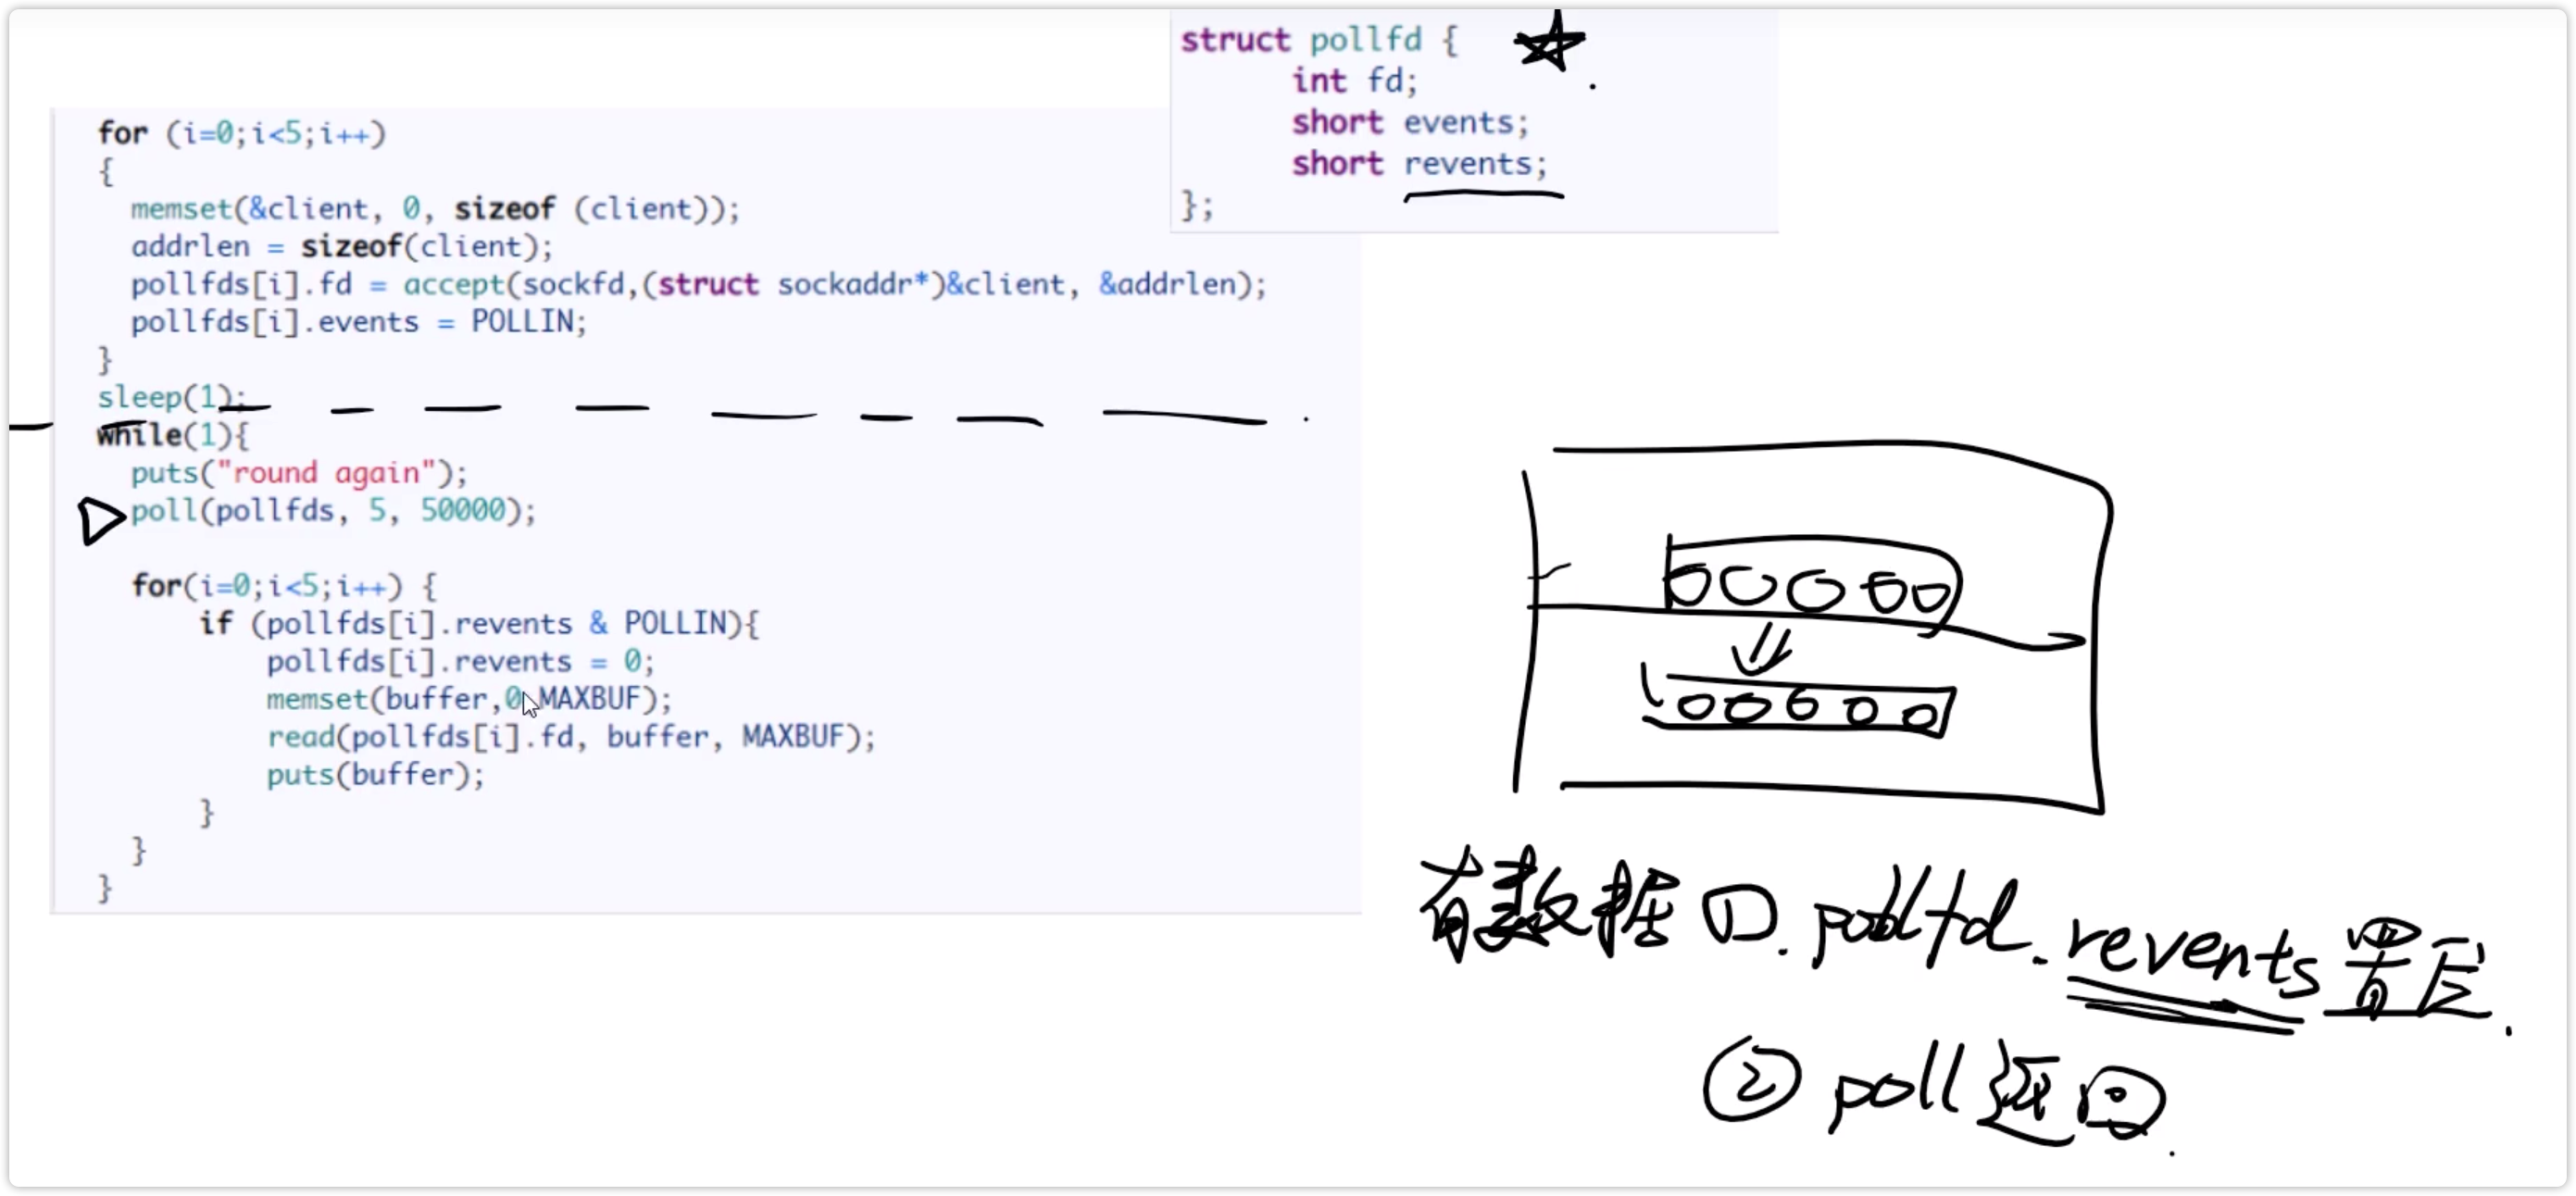 struct pollfd {
int fd;
short events;
short revents;
};
for (i=0;i<5;i++)
{
memset(&client, 0, sizeof (client));
addrlen = sizeof(client);
pollfds[i].fd = accept(sockfd,(struct sockaddr*)&client, &addrlen);
pollfds[i].events = POLLIN;
}
sleep(1);
while(1){
puts("round again");
poll(pollfds, 5, 50000);
for(i=0;i<5;i++) {
if (pollfds[i].revents & POLLIN){
pollfds[i].revents = 0;
memset(buffer,0,MAXBUF);
read(pollfds[i].fd, buffer, MAXBUF);
puts(buffer);
}
}
}
00000
00000
有数据 ①. pollfd. revents 置位.
② poll 返回.